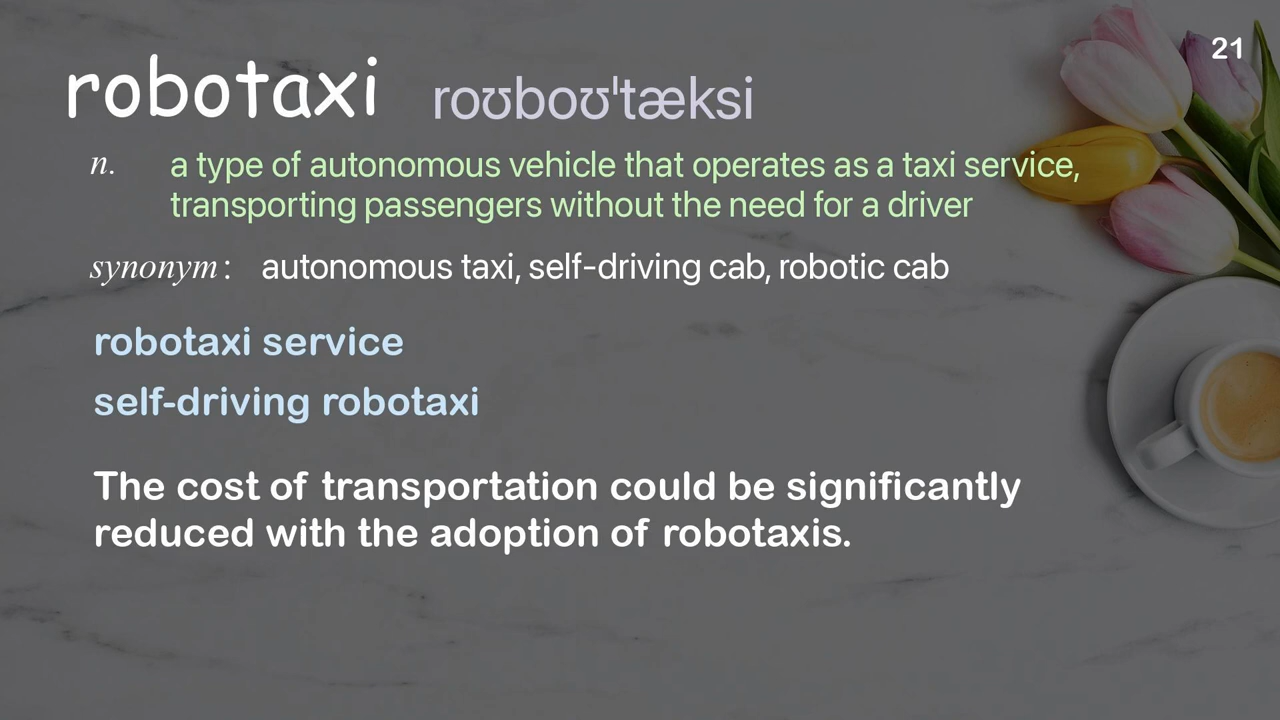 21
robotaxi roʊboʊˈtæksi
n. a type of autonomous vehicle that operates as a taxi service,
transporting passengers without the need for a driver
synonym: autonomous taxi, self-driving cab, robotic cab
robotaxi service
self-driving robotaxi
The cost of transportation could be significantly
reduced with the adoption of robotaxis.